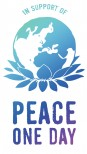 IN SUPPORT OF
PEACE
ONE DAY